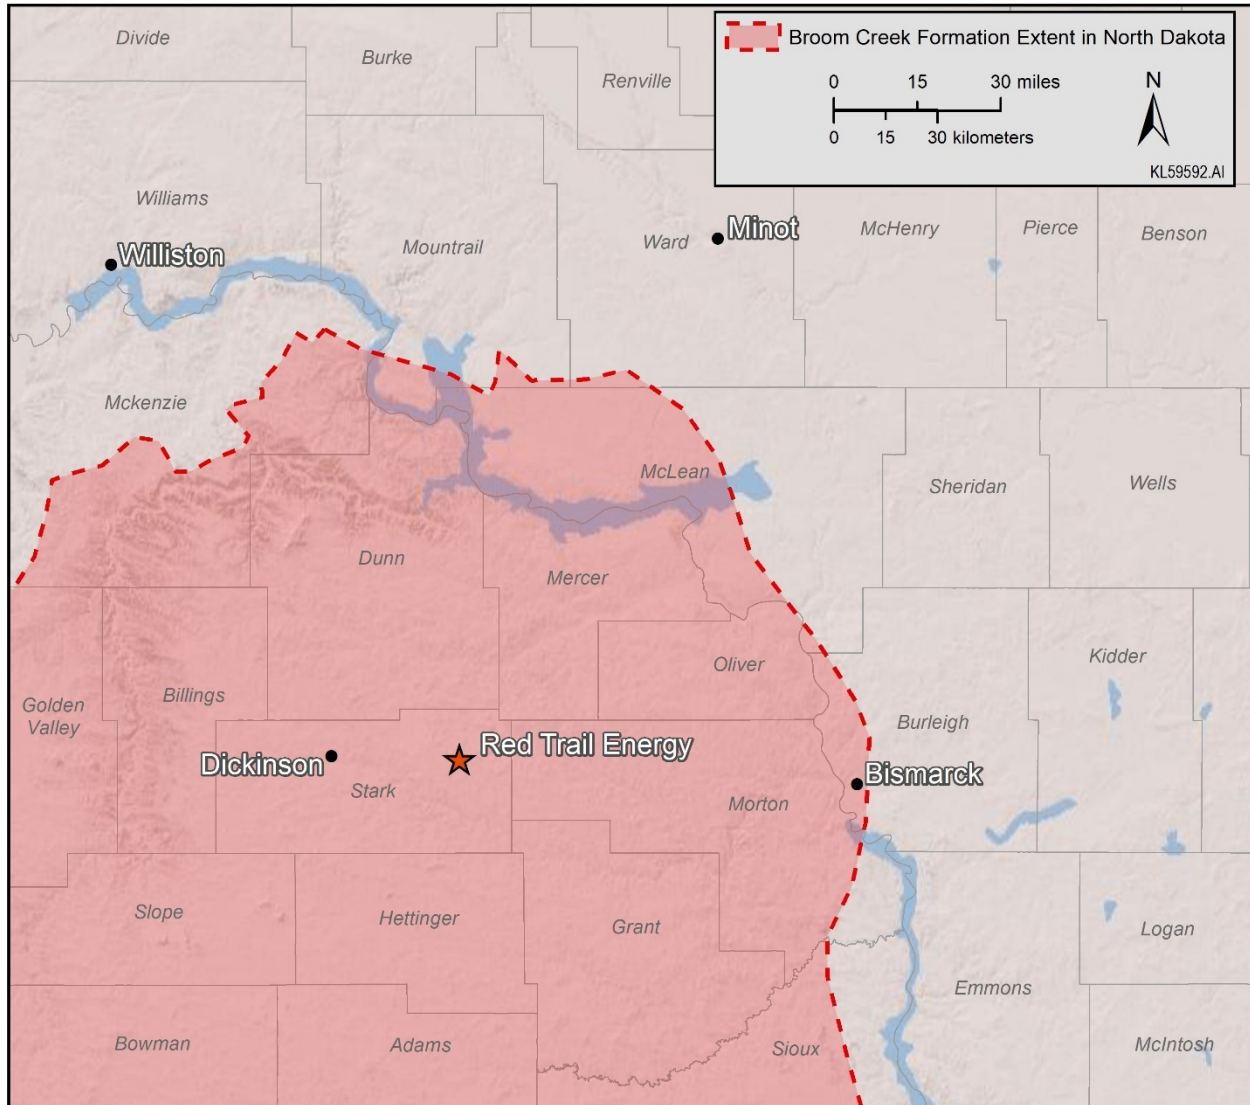 Divide
Burke
Renville
Broom Creek Formation Extent in North Dakota
0 15 30 miles
0 15 30 kilometers
N
KL59592.AI
Williams
Williston
Mountrail
Ward
Minot
McHenry
Pierce
Benson
Mckenzie
McLean
Sheridan
Wells
Dunn
Mercer
Golden
Valley
Billings
Oliver
Burleigh
Kidder
Dickinson
Stark
Red Trail Energy
Morton
Bismarck
Slope
Hettinger
Grant
Logan
Emmons
Bowman
Adams
Sioux
McIntosh